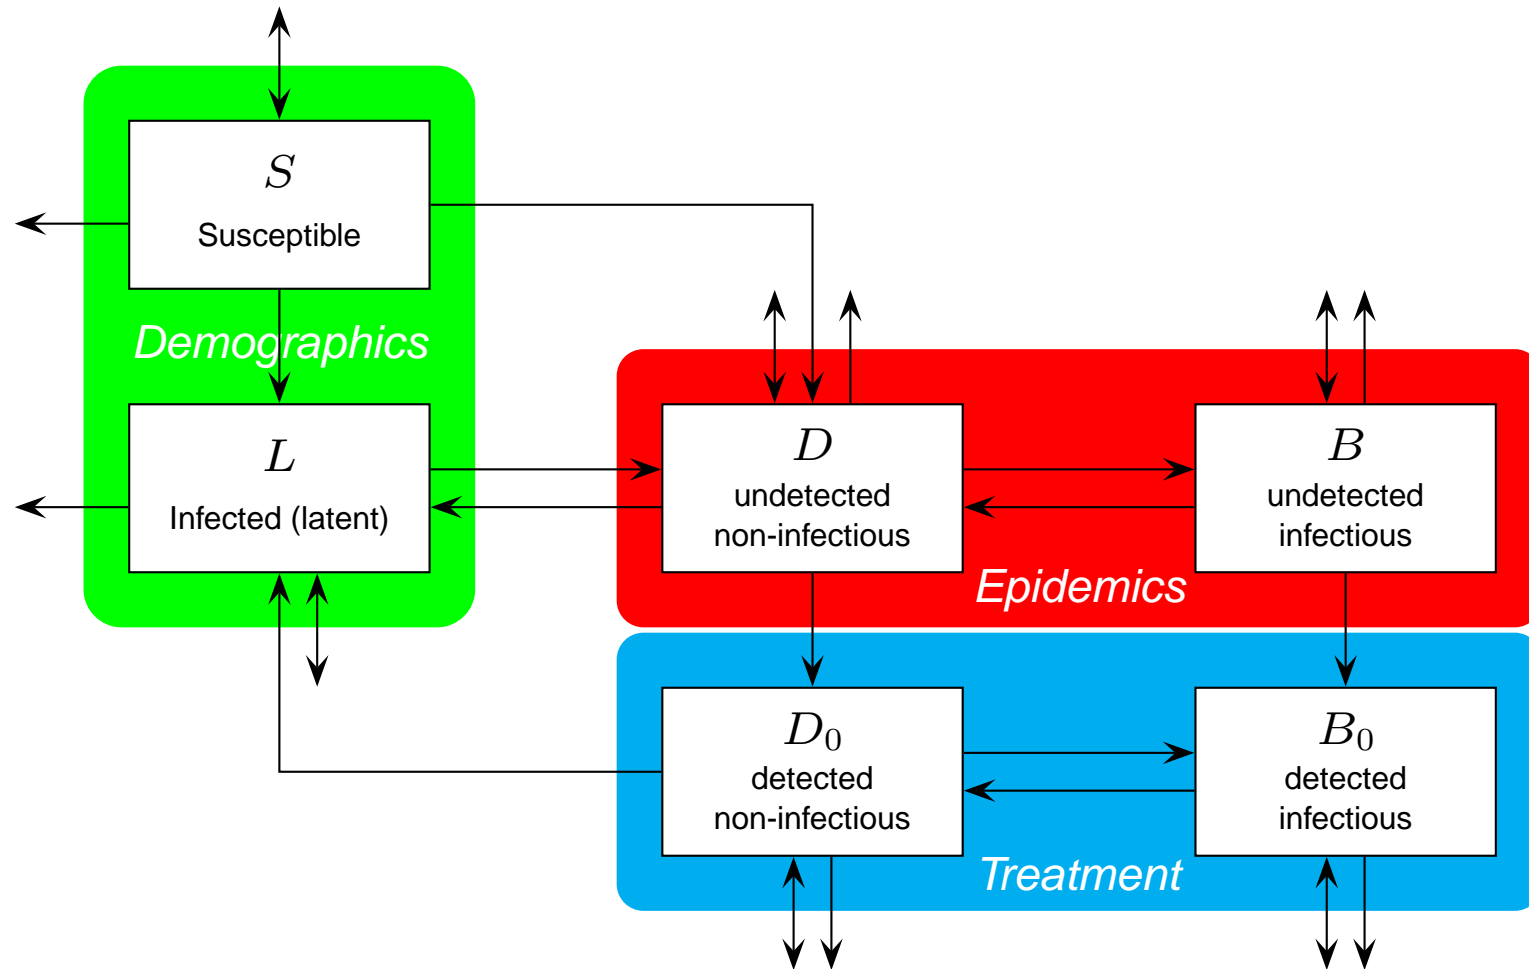 S
Susceptible
Demographics
L
Infected (latent)
D
undetected
non-infectious
B
undetected
infectious
Epidemics
D₀
detected
non-infectious
B₀
detected
infectious
Treatment